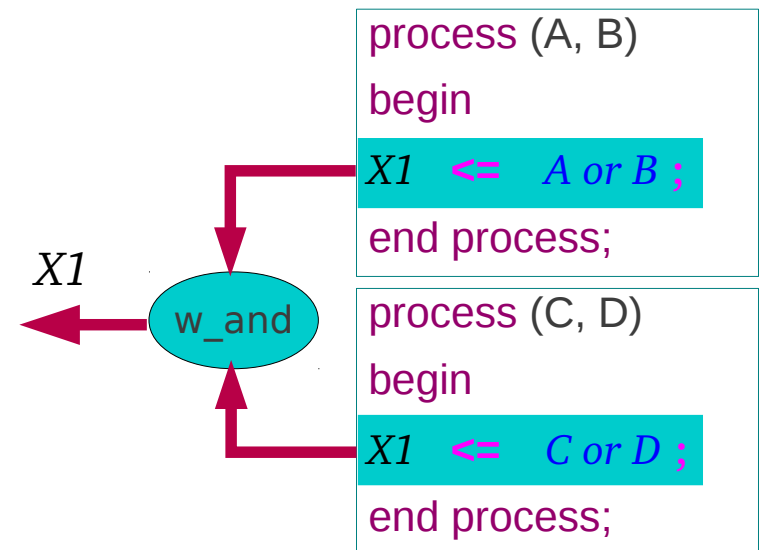 process (A, B)
begin
X1 <= A or B ;
end process;
X1
w_and
process (C, D)
begin
X1 <= C or D ;
end process;